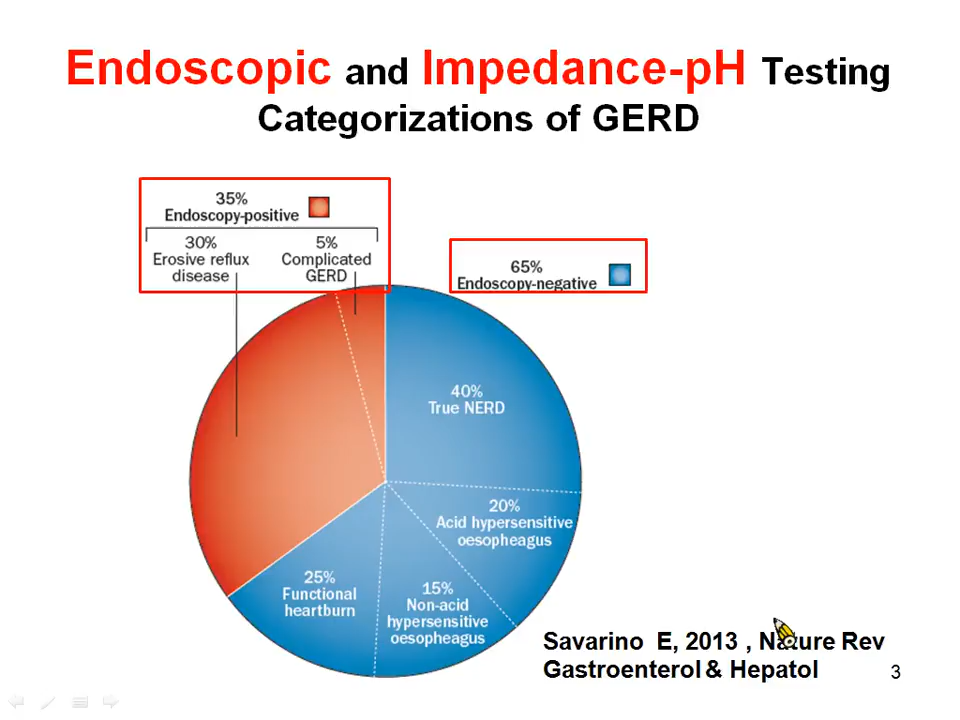 Endoscopic and Impedance-pH Testing
Categorizations of GERD
35%
Endoscopy-positive
30%
Erosive reflux
disease
5%
Complicated
GERD
65%
Endoscopy-negative
40%
True NERD
20%
Acid hypersensitive
oesopheagus
25%
Functional
heartburn
15%
Non-acid
hypersensitive
oesopheagus
Savarino E, 2013 , Nature Rev
Gastroenterol & Hepatol
3